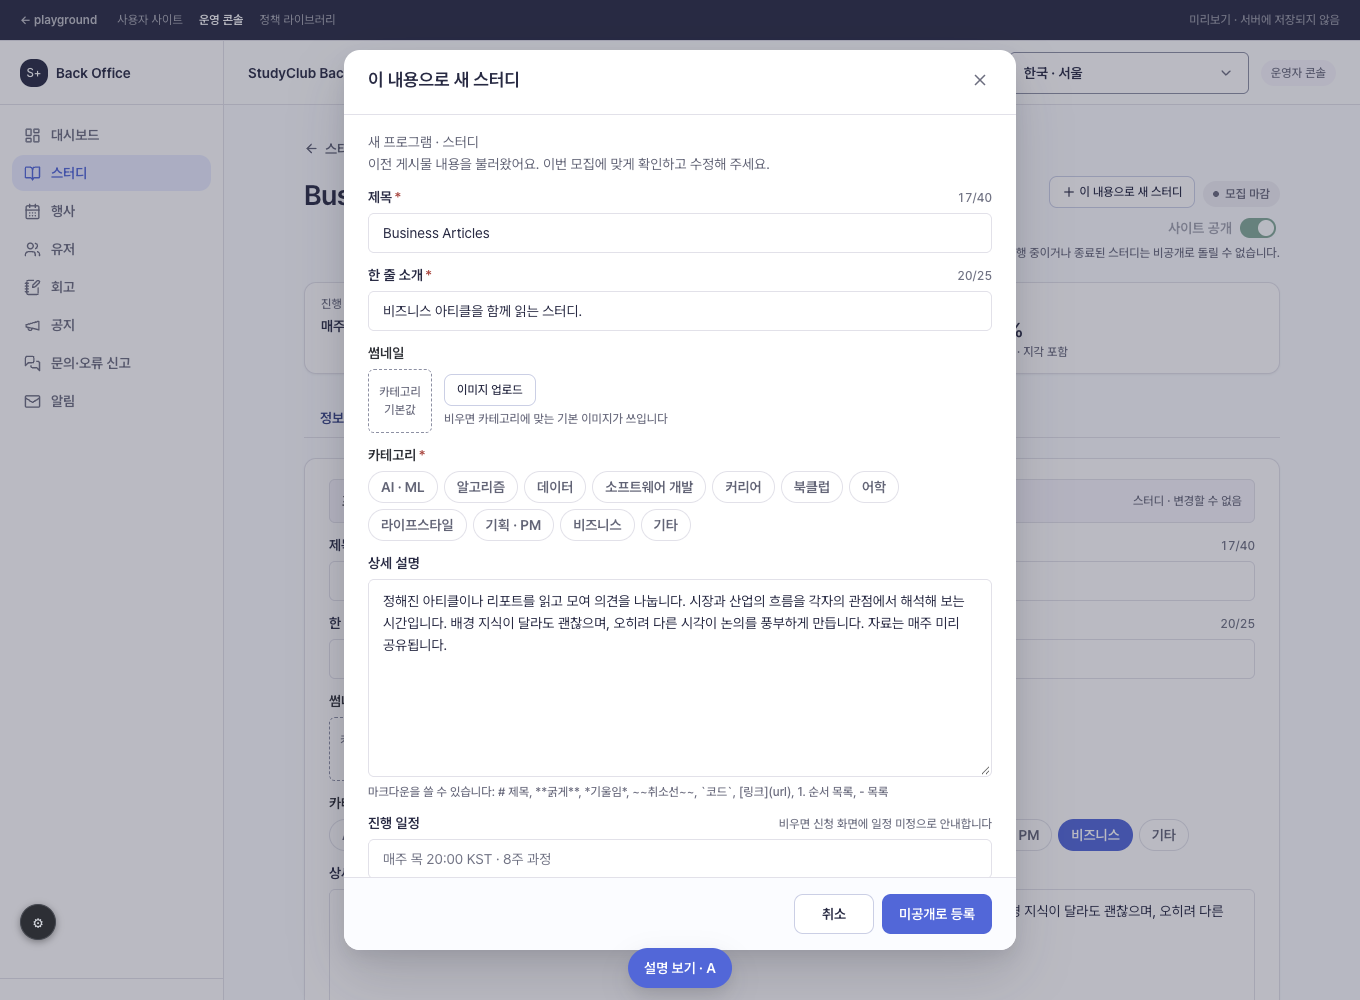 ← playground 사용자 사이트 운영 콘솔 정책 라이브러리 미리보기 · 서버에 저장되지 않음
S+ Back Office
StudyClub Bac
한국 · 서울
운영자 콘솔
대시보드
스터디
행사
유저
회고
공지
문의·오류 신고
알림
← 스터
Bus
+ 이 내용으로 새 스터디
모집 마감
사이트 공개
행 중이거나 종료된 스터디는 비공개로 돌릴 수 없습니다.
진행
매주
%
· 지각 포함
정보
스터디 · 변경할 수 없음
제목
17/40
한
20/25
썸네
카
카테
PM
비즈니스
기타
상세
경 지식이 달라도 괜찮으며, 오히려 다른
이 내용으로 새 스터디
새 프로그램 · 스터디
이전 게시물 내용을 불러왔어요. 이번 모집에 맞게 확인하고 수정해 주세요.
제목 * 17/40
Business Articles
한 줄 소개 * 20/25
비즈니스 아티클을 함께 읽는 스터디.
썸네일
카테고리
기본값
이미지 업로드
비우면 카테고리에 맞는 기본 이미지가 쓰입니다
카테고리 *
AI · ML 알고리즘 데이터 소프트웨어 개발 커리어 북클럽 어학
라이프스타일 기획 · PM 비즈니스 기타
상세 설명
정해진 아티클이나 리포트를 읽고 모여 의견을 나눕니다. 시장과 산업의 흐름을 각자의 관점에서 해석해 보는
시간입니다. 배경 지식이 달라도 괜찮으며, 오히려 다른 시각이 논의를 풍부하게 만듭니다. 자료는 매주 미리
공유됩니다.
마크다운을 쓸 수 있습니다: # 제목, **굵게**, *기울임*, ~~취소선~~, `코드`, [링크](url), 1. 순서 목록, - 목록
진행 일정 비우면 신청 화면에 일정 미정으로 안내합니다
매주 목 20:00 KST · 8주 과정
취소 미공개로 등록
설명 보기 · A